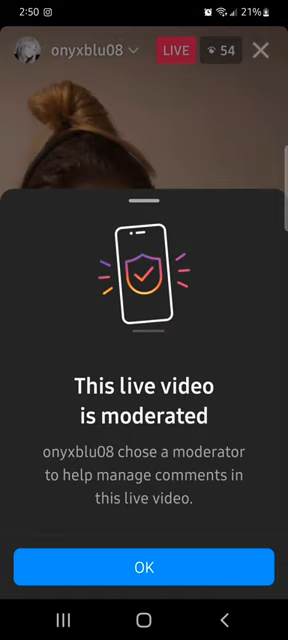 2:50
21%
onyxblu08
LIVE
54
This live video
is moderated
onyxblu08 chose a moderator
to help manage comments in
this live video.
OK